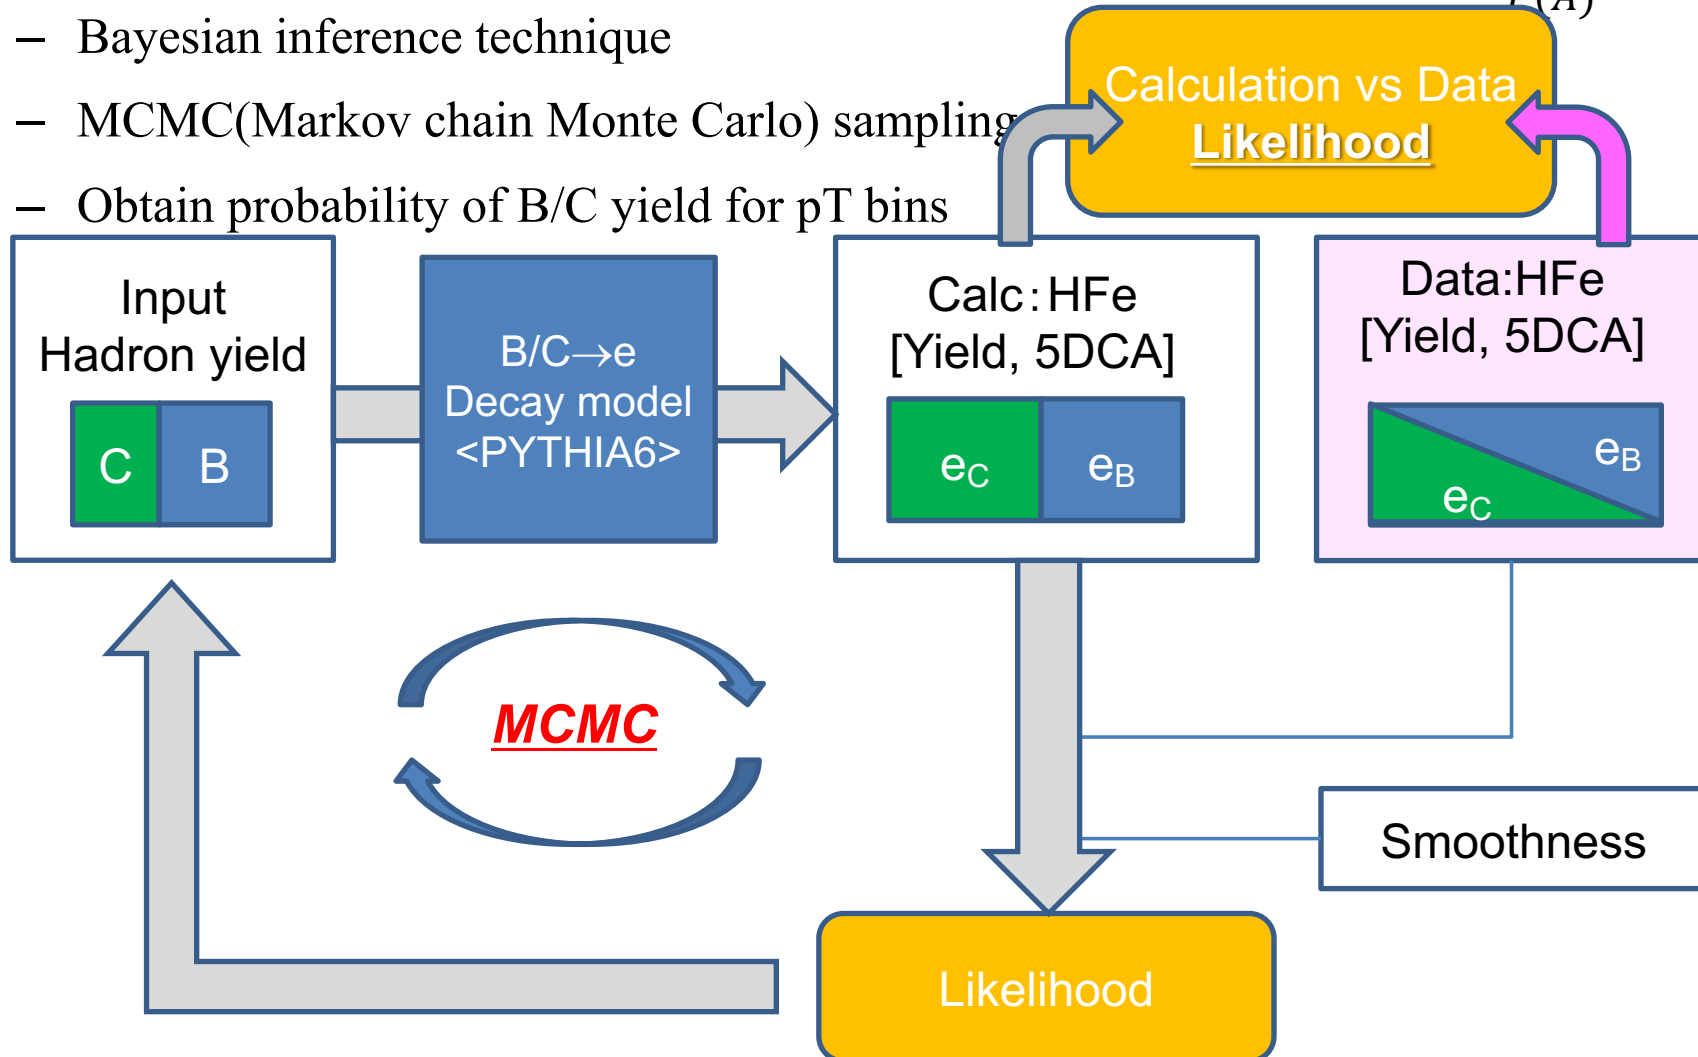 – Bayesian inference technique
– MCMC(Markov chain Monte Carlo) sampling
– Obtain probability of B/C yield for pT bins
(A)
Calculation vs Data
Likelihood
Input
Hadron yield
C B
B/C→e
Decay model
<PYTHIA6>
Calc:HFe
[Yield, 5DCA]
eC eB
Data:HFe
[Yield, 5DCA]
eB
eC
MCMC
Smoothness
Likelihood